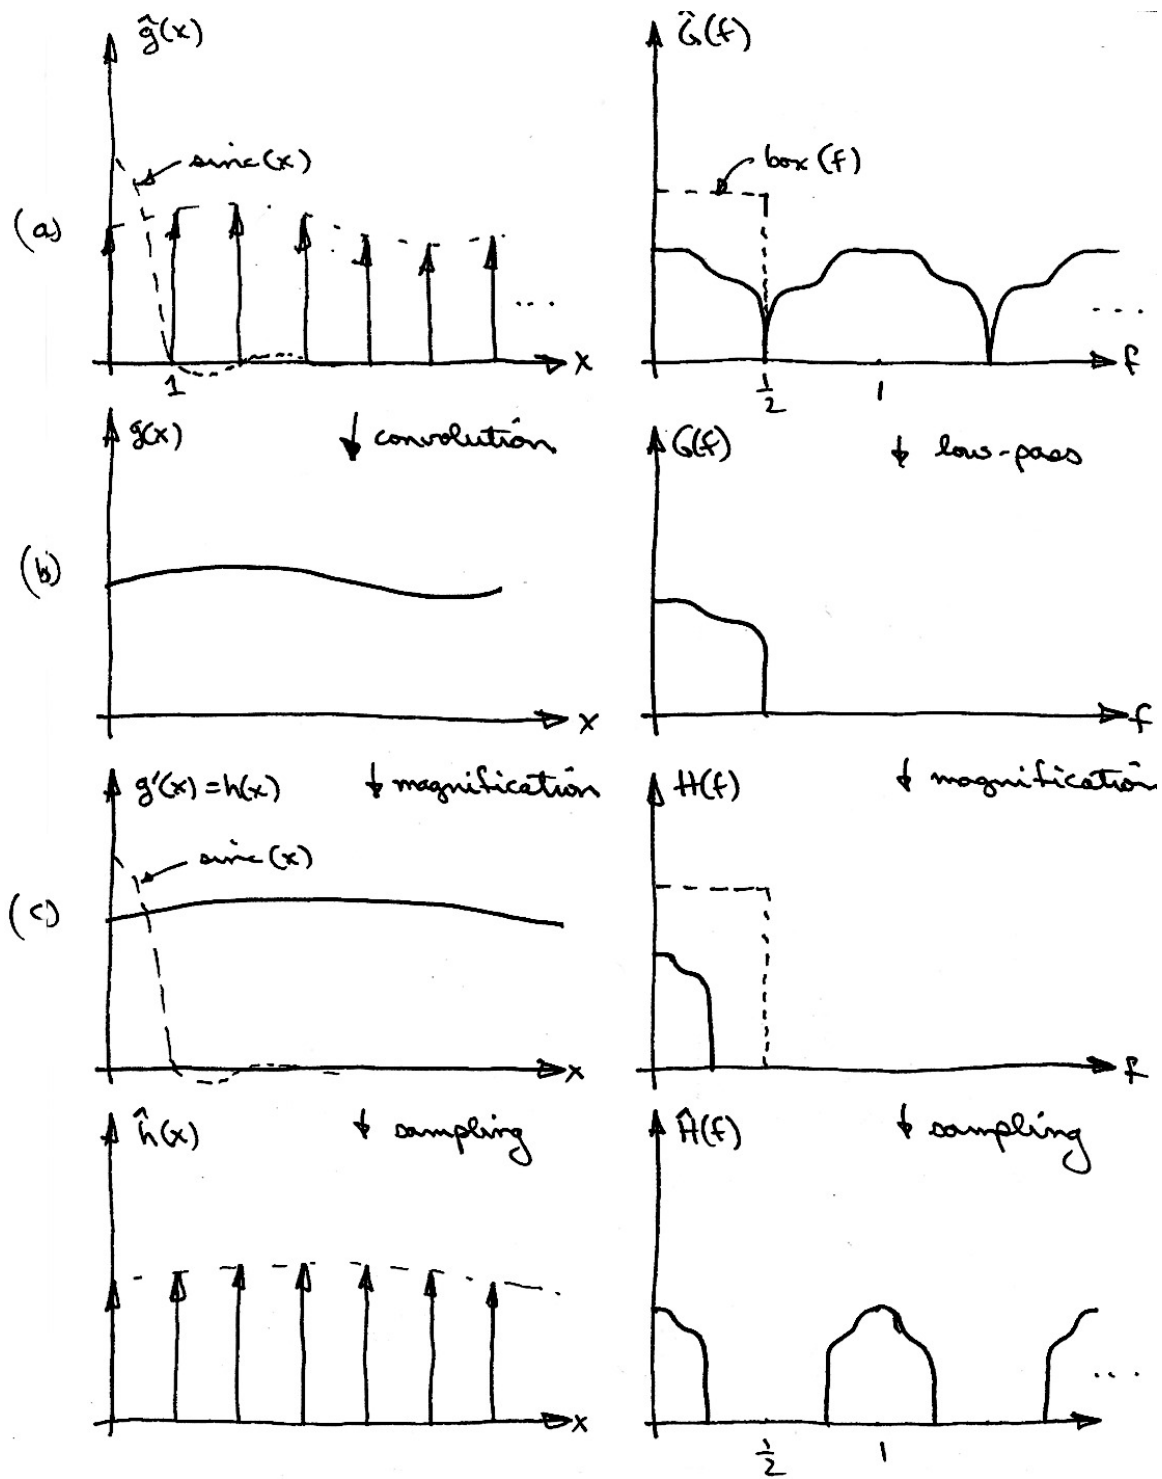 ĝ(x)
Ĝ(f)
sinc(x)
box(f)
(a)
...
x
1
...
f
1/2
1
g(x)
↓ convolution
G(f)
↓ low-pass
(b)
x
f
g'(x) = h(x)
↓ magnification
H(f)
↓ magnification
sinc(x)
(c)
x
f
ĥ(x)
↓ sampling
Ĥ(f)
↓ sampling
x
...
1/2
1